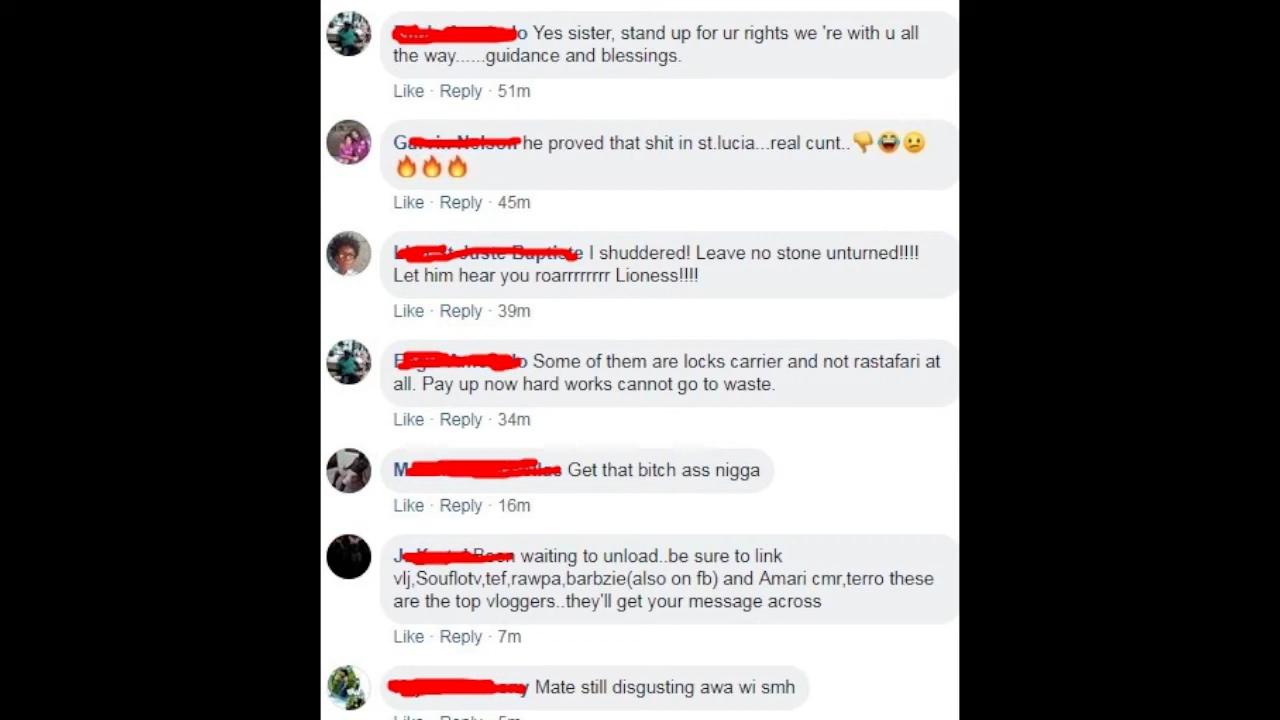 Yes sister, stand up for ur rights we 're with u all
the way......guidance and blessings.
Like · Reply · 51m
he proved that shit in st.lucia...real cunt..👎😂😕
🔥🔥🔥
Like · Reply · 45m
I shuddered! Leave no stone unturned!!!!
Let him hear you roarrrrrrrr Lioness!!!!
Like · Reply · 39m
Some of them are locks carrier and not rastafari at
all. Pay up now hard works cannot go to waste.
Like · Reply · 34m
Get that bitch ass nigga
Like · Reply · 16m
waiting to unload..be sure to link
vlj,Souflotv,tef,rawpa,barbzie(also on fb) and Amari cmr,terro these
are the top vloggers..they'll get your message across
Like · Reply · 7m
Mate still disgusting awa wi smh
Like · Reply · 5m